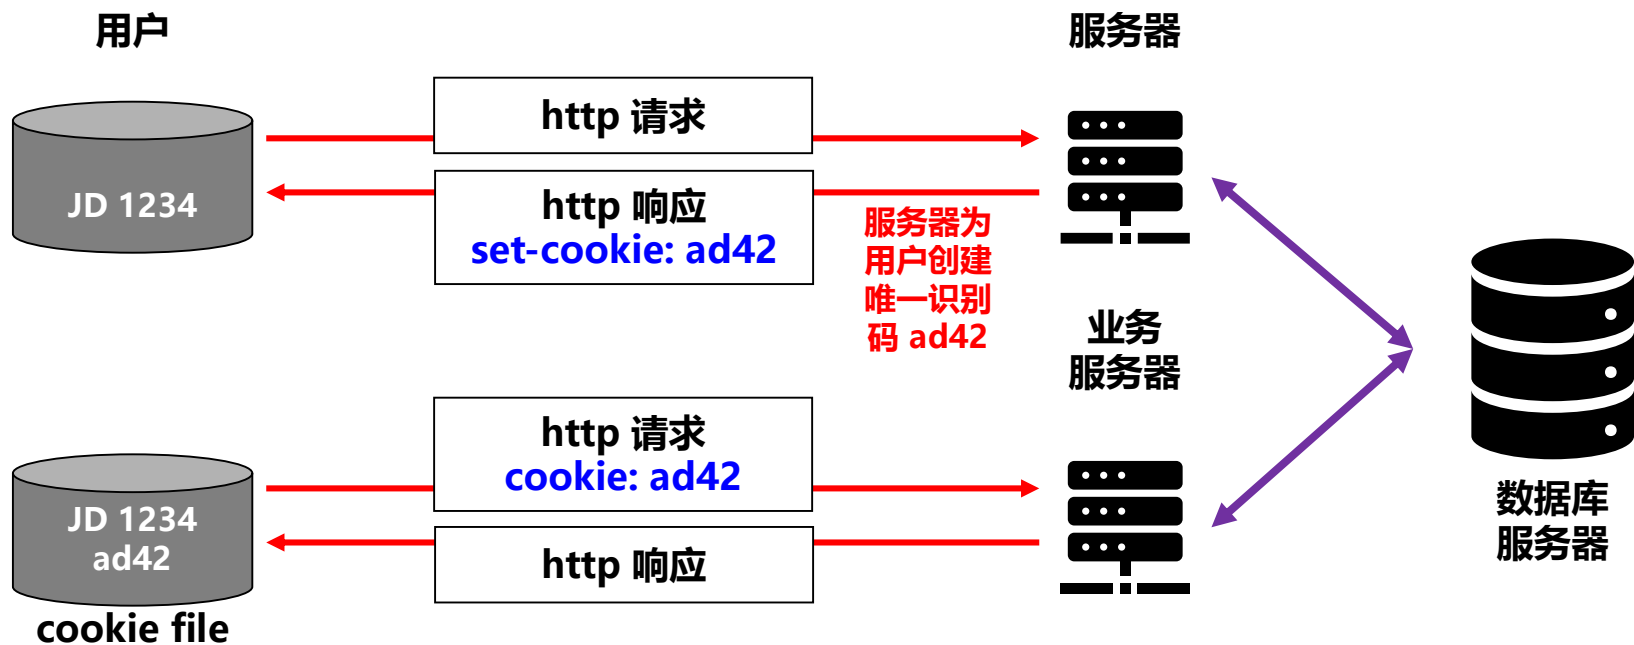 用户
服务器
http 请求
JD 1234
http 响应
set-cookie: ad42
服务器为
用户创建
唯一识别
码 ad42
业务
服务器
http 请求
cookie: ad42
JD 1234
ad42
http 响应
cookie file
数据库
服务器